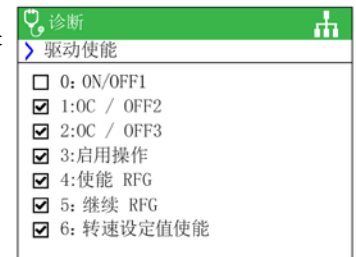 诊断
驱动使能
0: ON/OFF1
1:OC / OFF2
2:OC / OFF3
3:启用操作
4:使能 RFG
5: 继续 RFG
6: 转速设定值使能